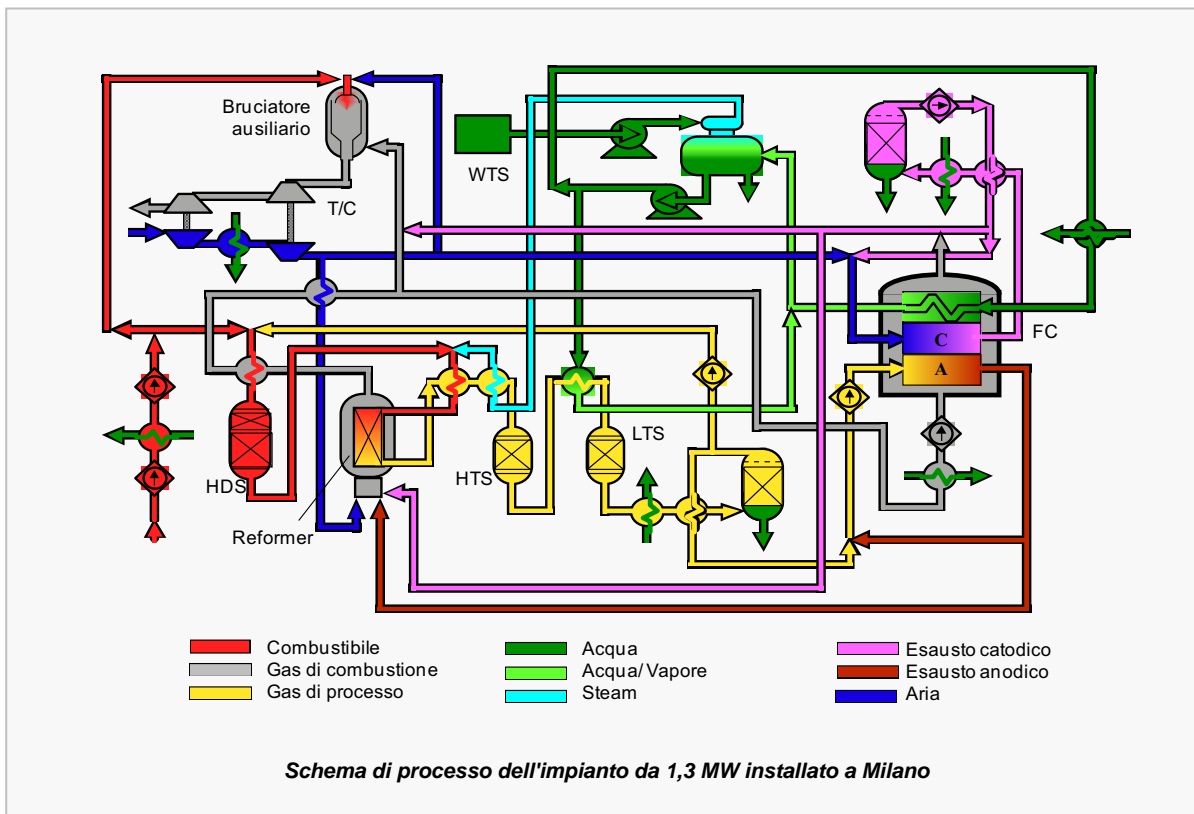 Bruciatore
ausiliario
WTS
T/C
FC
C
A
HDS
HTS
LTS
Reformer
Combustibile
Gas di combustione
Gas di processo
Acqua
Acqua/ Vapore
Steam
Esausto catodico
Esausto anodico
Aria
Schema di processo dell'impianto da 1,3 MW installato a Milano